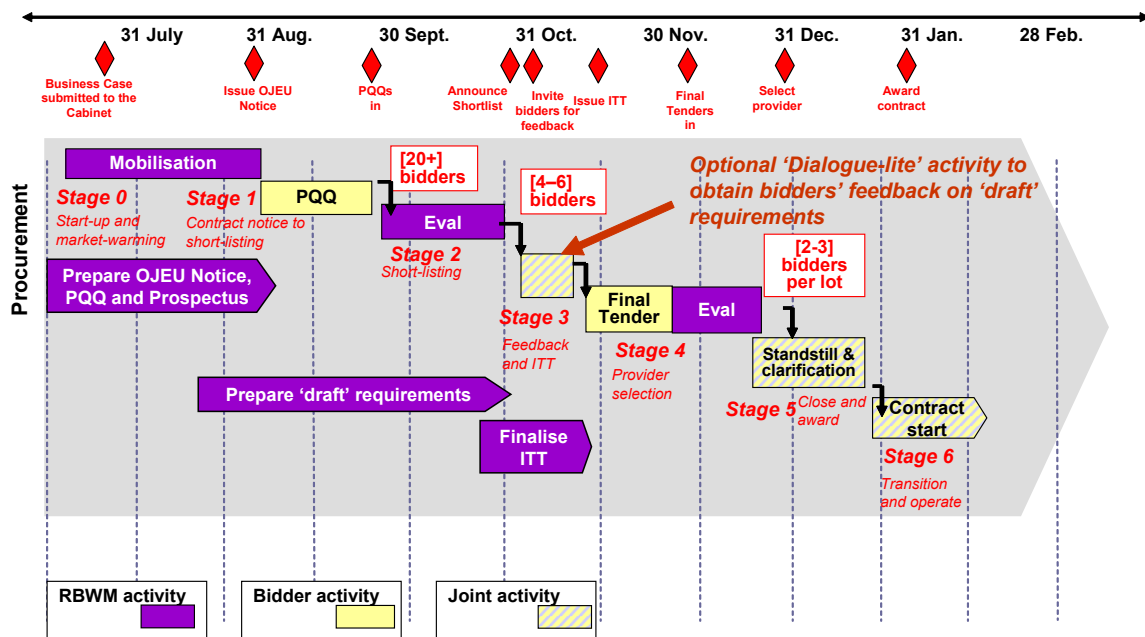 31 July
31 Aug.
30 Sept.
31 Oct.
30 Nov.
31 Dec.
31 Jan.
28 Feb.
Business Case
submitted to the
Cabinet
Issue OJEU
Notice
PQQs
in
Announce
Shortlist
Invite
bidders for
feedback
Issue ITT
Final
Tenders
in
Select
provider
Award
contract
Procurement
Mobilisation
Stage 0
Start-up and
market-warming
Stage 1
Contract notice to
short-listing
PQQ
[20+]
bidders
Eval
Stage 2
Short-listing
[4–6]
bidders
Optional ‘Dialogue-lite’ activity to
obtain bidders’ feedback on ‘draft’
requirements
Prepare OJEU Notice,
PQQ and Prospectus
Stage 3
Feedback
and ITT
Final
Tender
Eval
Stage 4
Provider
selection
[2-3]
bidders
per lot
Standstill &
clarification
Stage 5
Close and
award
Prepare ‘draft’ requirements
Finalise
ITT
Contract
start
Stage 6
Transition
and operate
RBWM activity
Bidder activity
Joint activity